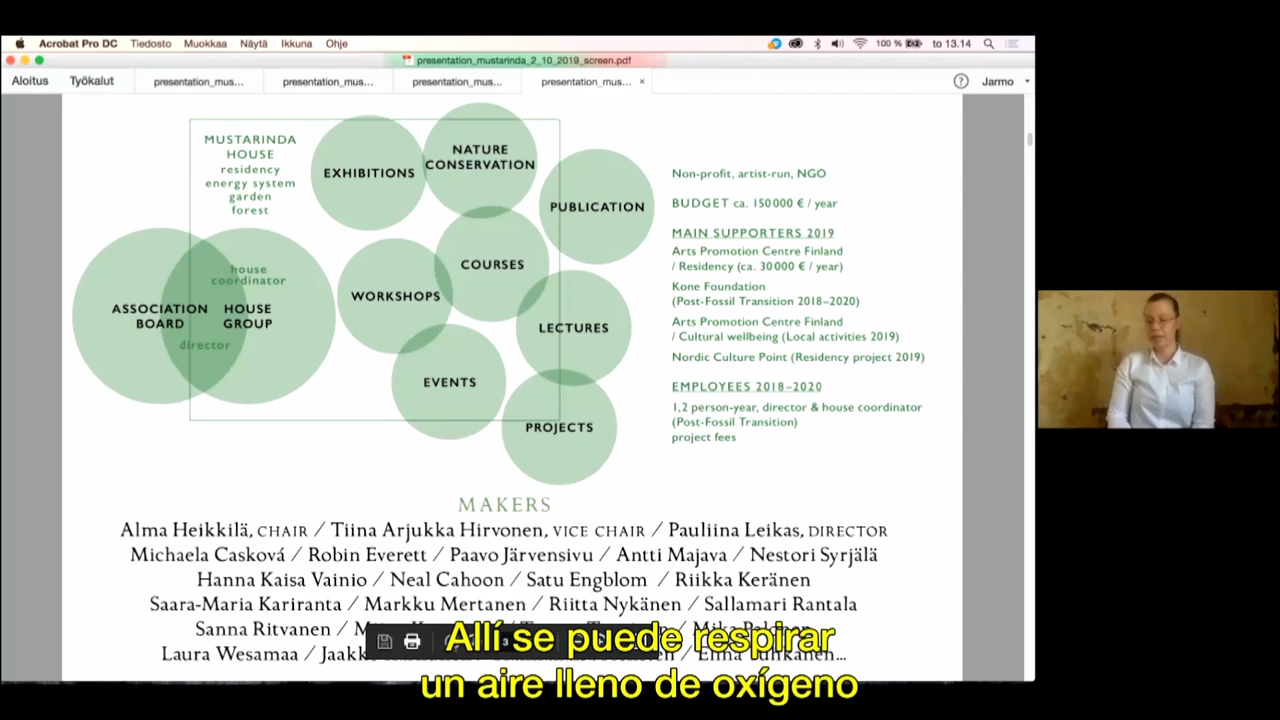 Acrobat Pro DC Tiedosto Muokkaa Näytä Ikkuna Ohje 100 % to 13.14
presentation_mustarinda_2_10_2019_screen.pdf
Aloitus Työkalut presentation_mus... presentation_mus... presentation_mus... presentation_mus... × ? Jarmo
MUSTARINDA
HOUSE
residency
energy system
garden
forest
EXHIBITIONS
NATURE
CONSERVATION
PUBLICATION
house
coordinator
ASSOCIATION
BOARD
HOUSE
GROUP
director
WORKSHOPS
COURSES
LECTURES
EVENTS
PROJECTS
Non-profit, artist-run, NGO
BUDGET ca. 150 000 € / year
MAIN SUPPORTERS 2019
Arts Promotion Centre Finland
/ Residency (ca. 30 000 € / year)
Kone Foundation
(Post-Fossil Transition 2018–2020)
Arts Promotion Centre Finland
/ Cultural wellbeing (Local activities 2019)
Nordic Culture Point (Residency project 2019)
EMPLOYEES 2018–2020
1,2 person-year, director & house coordinator
(Post-Fossil Transition)
project fees
MAKERS
Alma Heikkilä, CHAIR / Tiina Arjukka Hirvonen, VICE CHAIR / Pauliina Leikas, DIRECTOR
Michaela Casková / Robin Everett / Paavo Järvensivu / Antti Majava / Nestori Syrjälä
Hanna Kaisa Vainio / Neal Cahoon / Satu Engblom / Riikka Keränen
Saara-Maria Kariranta / Markku Mertanen / Riitta Nykänen / Sallamari Rantala
Sanna Ritvanen /
Laura Wesamaa /
Allí se puede respirar
un aire lleno de oxígeno